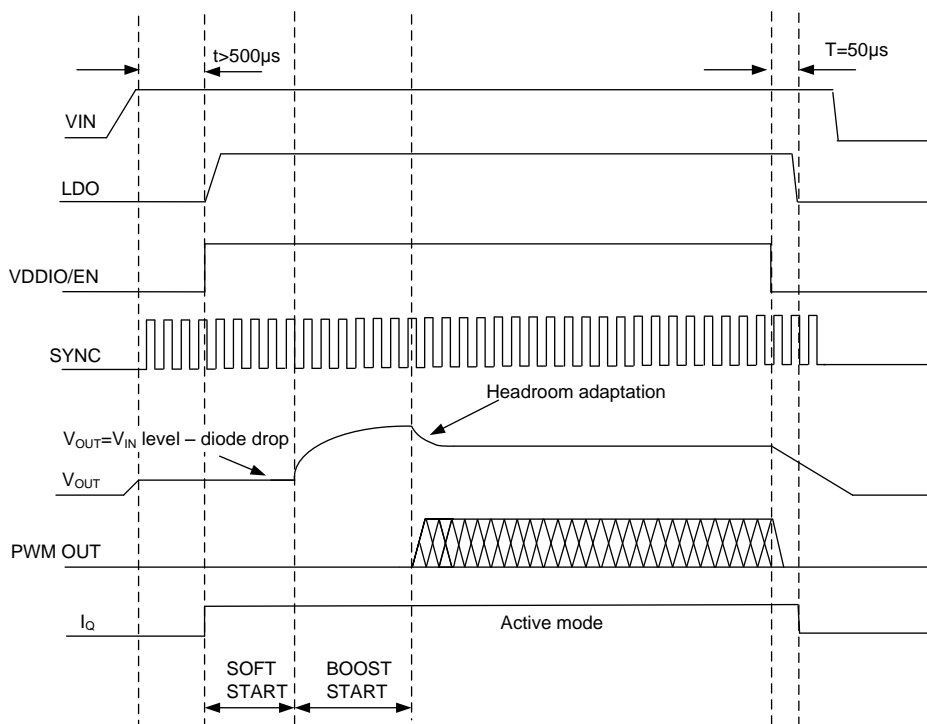 t>500µs
T=50µs
VIN
LDO
VDDIO/EN
SYNC
Headroom adaptation
VOUT=VIN level – diode drop
VOUT
PWM OUT
IQ
Active mode
SOFT
START
BOOST
START